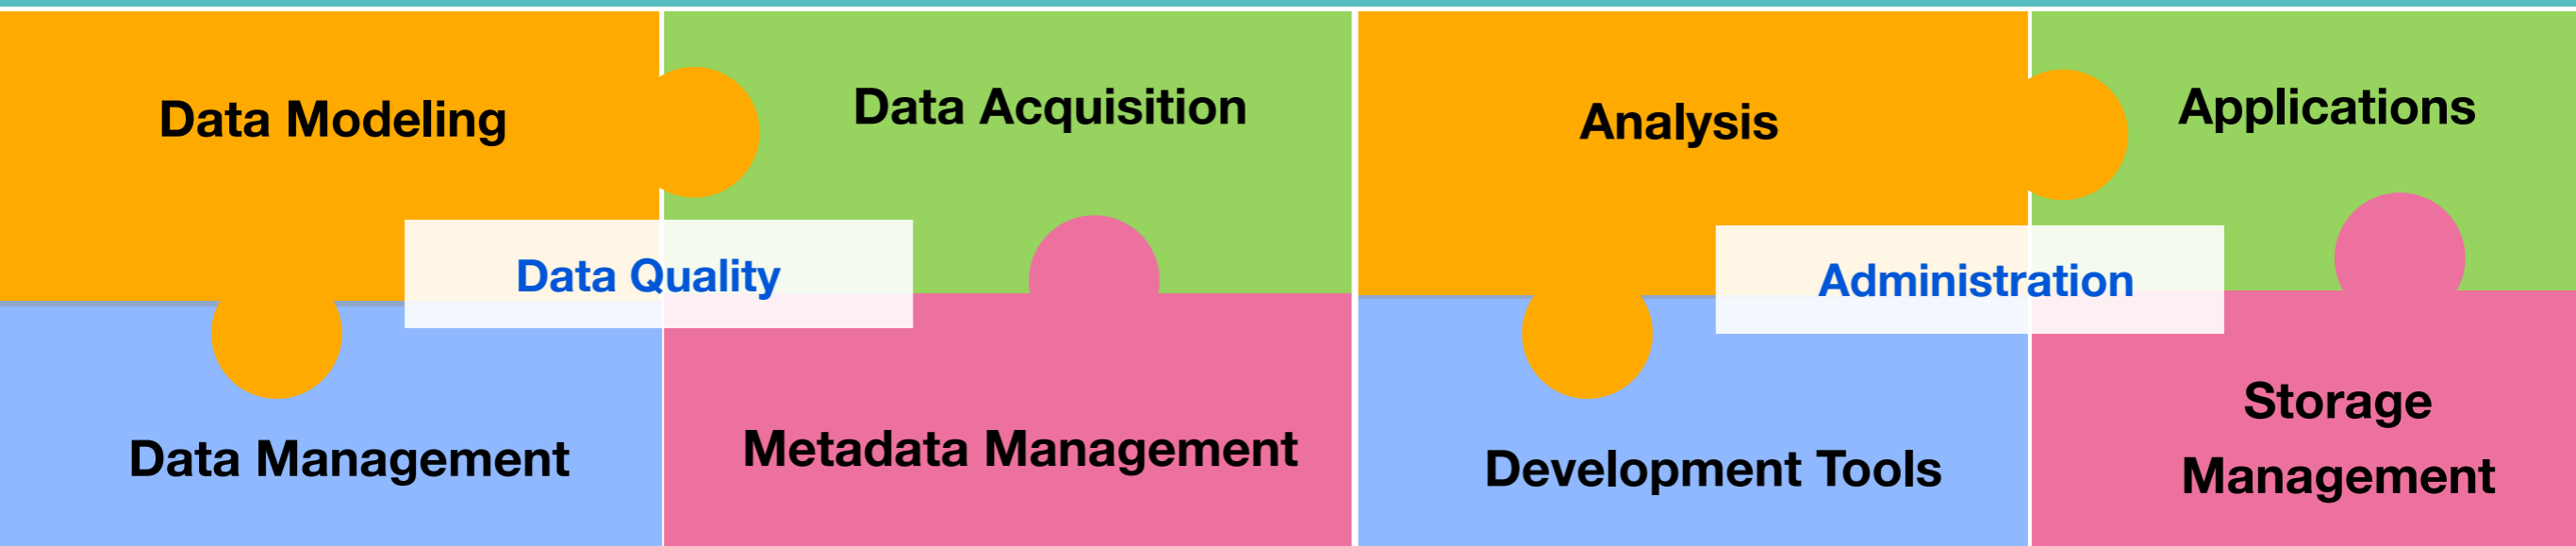 Data Modeling
Data Acquisition
Data Quality
Data Management
Metadata Management
Analysis
Applications
Administration
Development Tools
Storage
Management